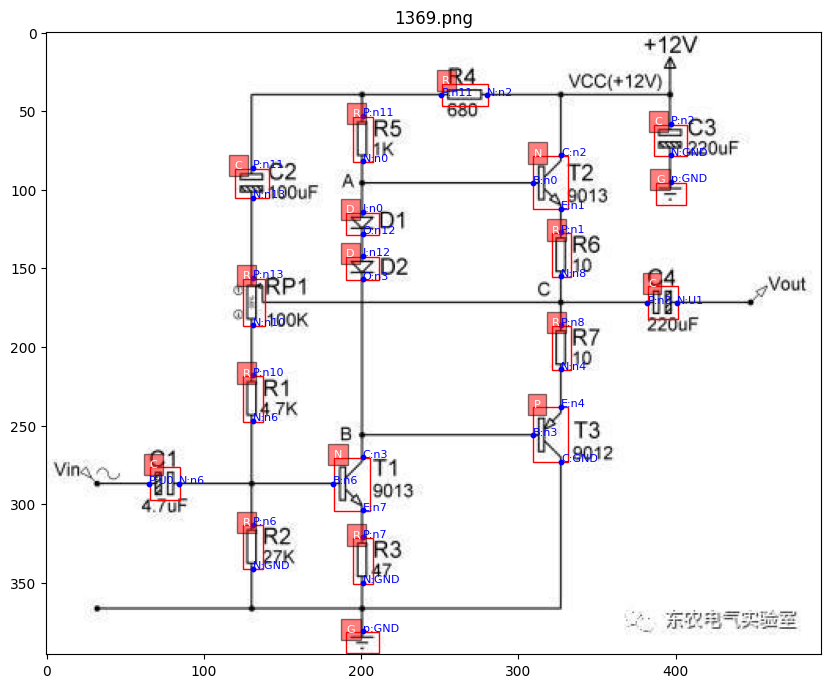 1369.png
+12V
R R4
P:n11 N:n2
680
VCC(+12V)
R P:n11
R5
1K
N:n0
C P:n2
C3
220uF
N:GND
G p:GND
C P:n11
C2
100uF
N:n13
A
N C:n2
T2
B:n0
9013
E:n1
D I:n0
D1
O:n12
D I:n12
D2
O:n3
R P:n1
R6
10
N:n8
R P:n13
RP1
100K
N:n10
C
C C4
P:n8 N:U1
220uF
Vout
R P:n8
R7
10
N:n4
R P:n10
R1
4.7K
N:n6
B
P E:n4
T3
B:n3
9012
C:GND
Vin
C C1
P:U0 N:n6
4.7uF
N C:n3
T1
B:n6
9013
E:n7
R P:n6
R2
27K
N:GND
R P:n7
R3
47
N:GND
G p:GND
东农电气实验室
0
50
100
150
200
250
300
350
0 100 200 300 400